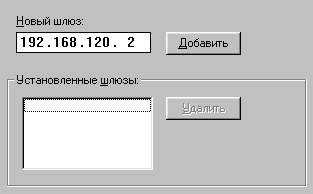 Новый шлюз:
192.168.120. 2
Добавить
Установленные шлюзы:
Удалить